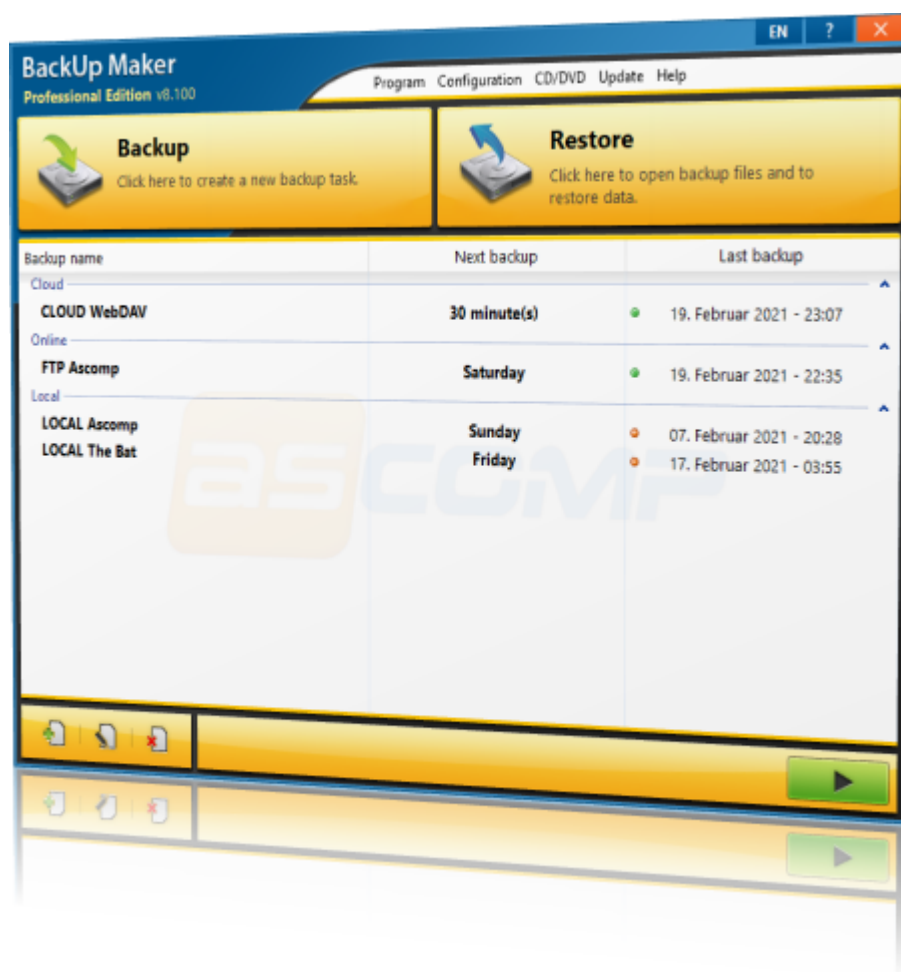 EN ?
BackUp Maker
Professional Edition v8.100
Program Configuration CD/DVD Update Help
Backup
Click here to create a new backup task.
Restore
Click here to open backup files and to
restore data.
Backup name Next backup Last backup
Cloud
CLOUD WebDAV 30 minute(s) 19. Februar 2021 - 23:07
Online
FTP Ascomp Saturday 19. Februar 2021 - 22:35
Local
LOCAL Ascomp Sunday 07. Februar 2021 - 20:28
LOCAL The Bat Friday 17. Februar 2021 - 03:55
ascomp